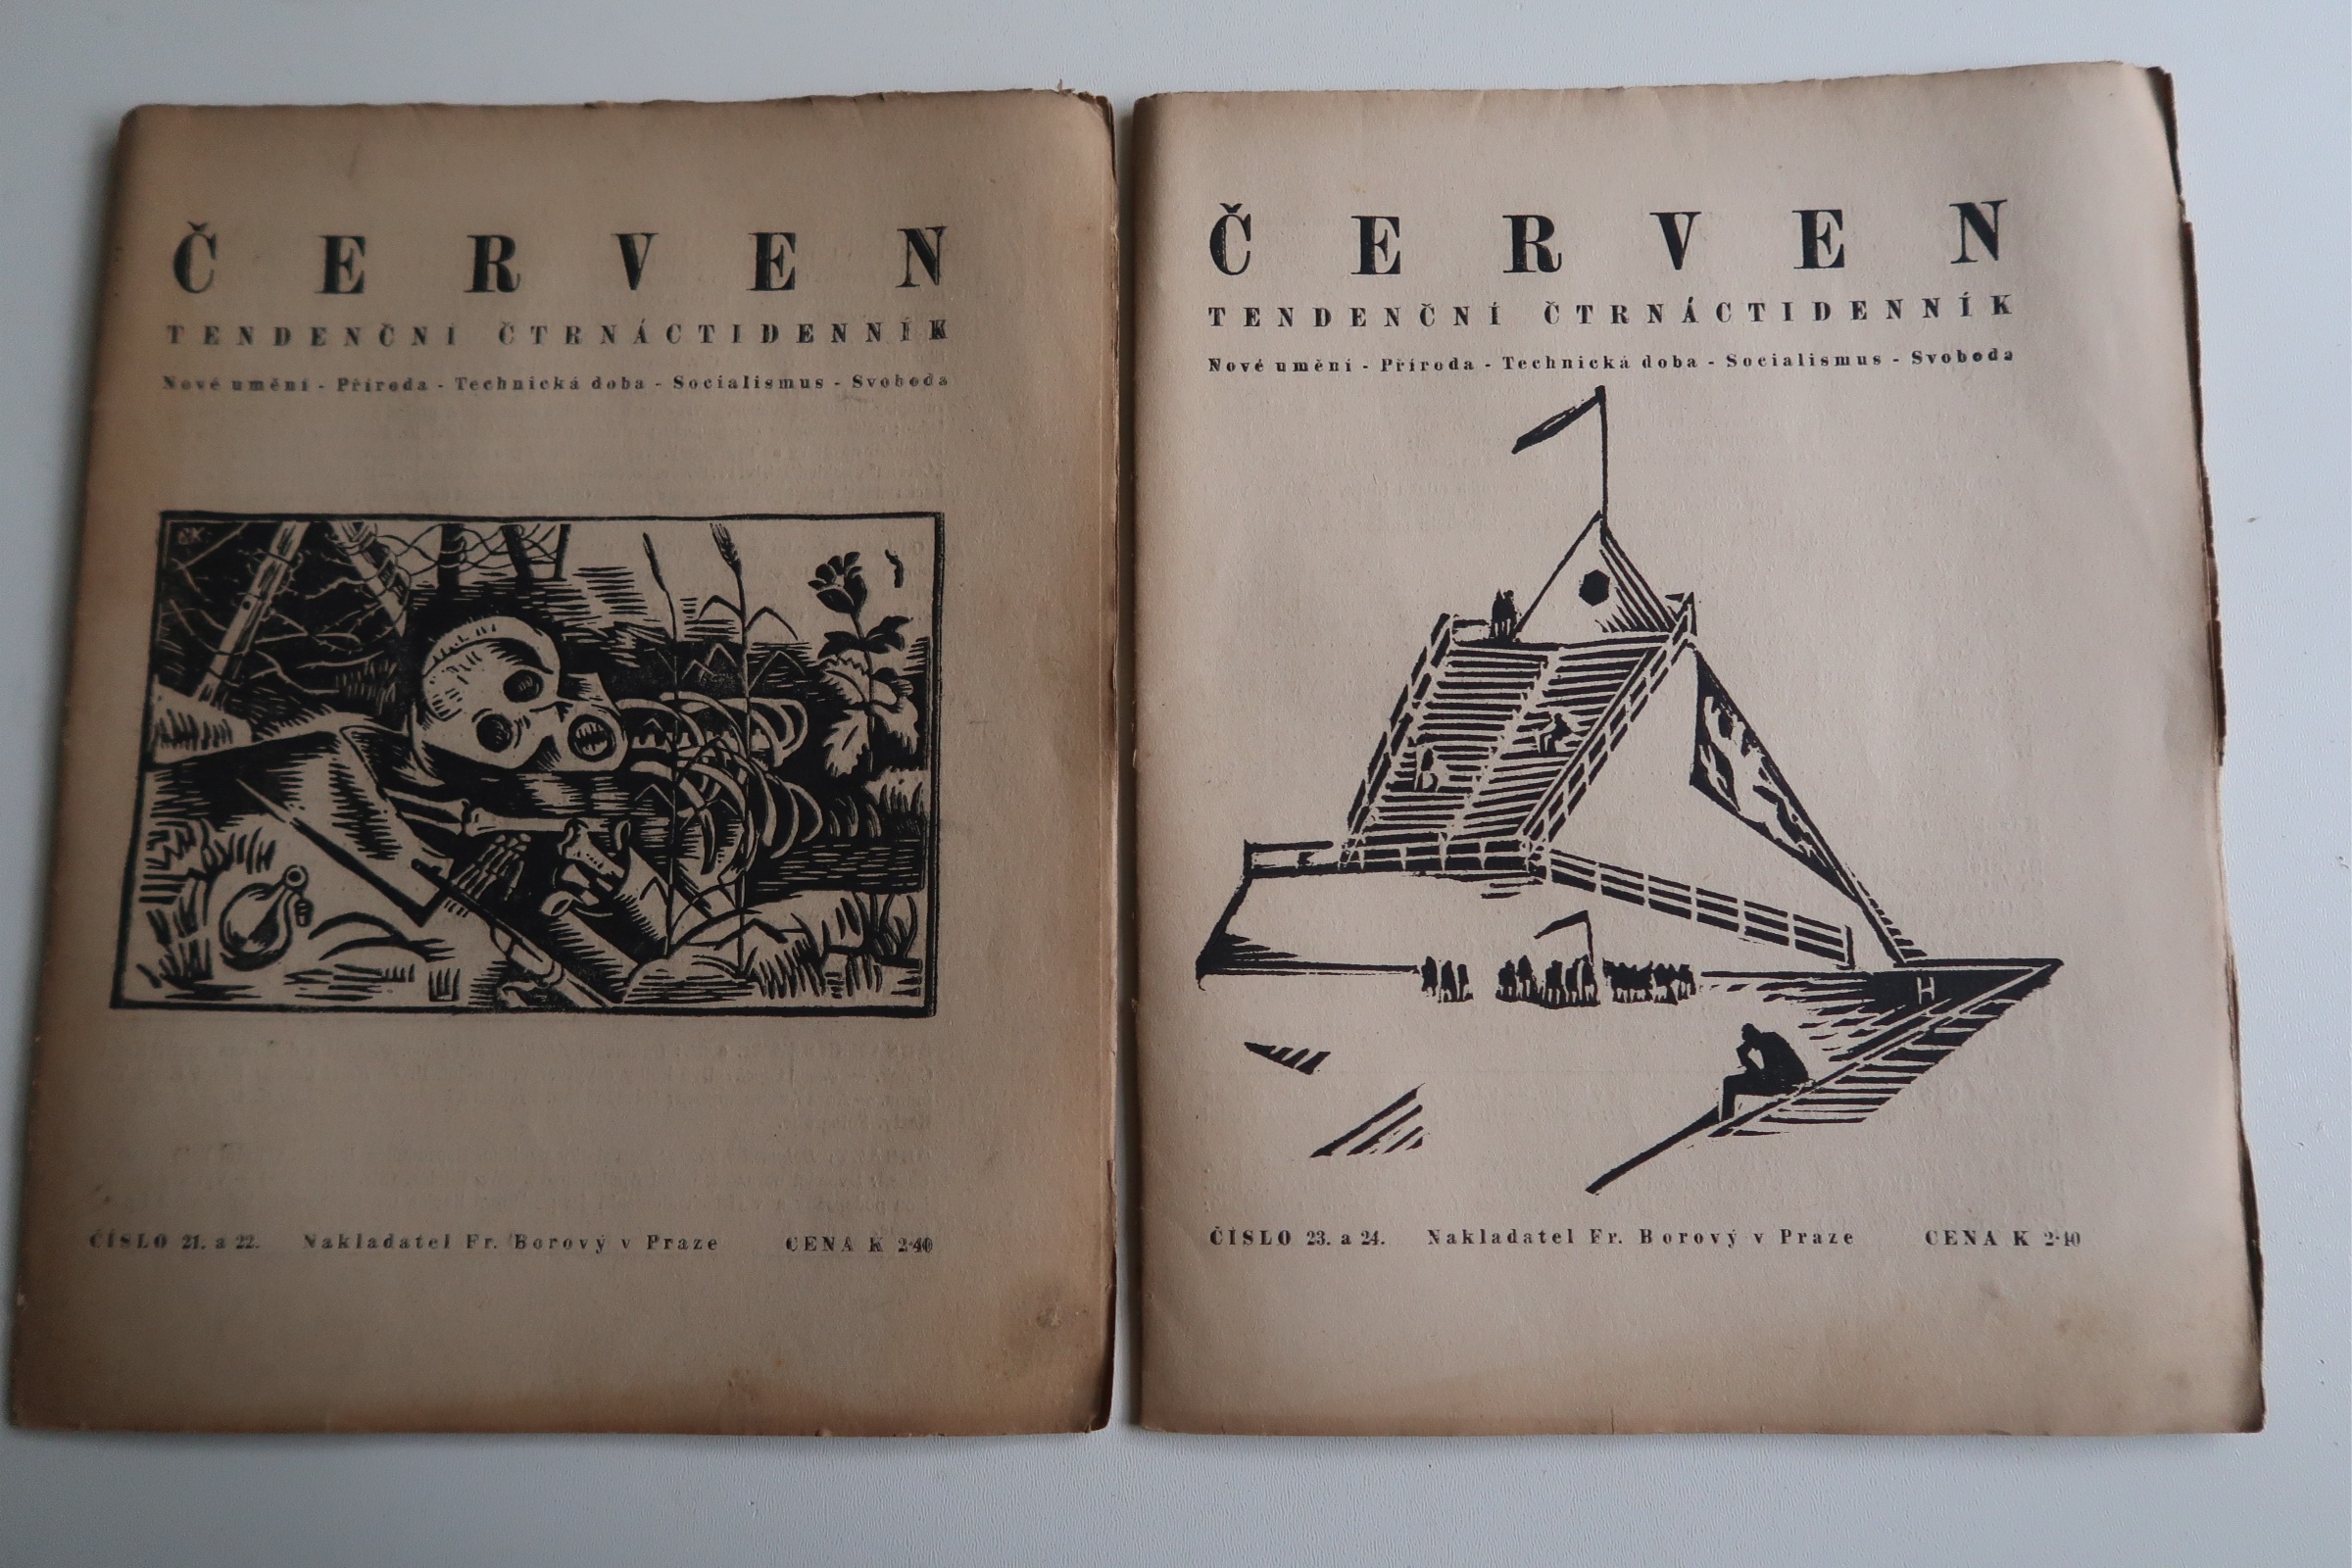 ČERVEN
TENDENČNÍ ČTRNÁCTIDENNÍK
Nové umění - Příroda - Technická doba - Socialismus - Svoboda
ČÍSLO 21. a 22. Nakladatel Fr. Borový v Praze CENA K 2·40
ČERVEN
TENDENČNÍ ČTRNÁCTIDENNÍK
Nové umění - Příroda - Technická doba - Socialismus - Svoboda
B
H
ČÍSLO 23. a 24. Nakladatel Fr. Borový v Praze CENA K 2·40